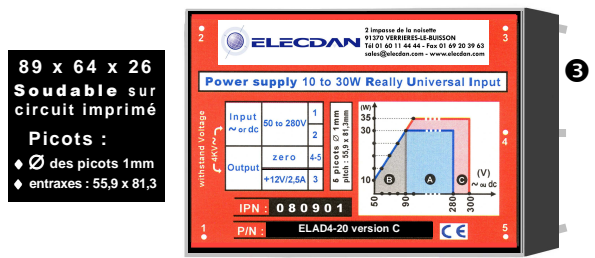 89 x 64 x 26
Soudable sur
circuit imprimé
Picots :
♦ Ø des picots 1mm
♦ entraxes : 55,9 x 81,3
2
ELECDAN
2 impasse de la noisette
91370 VERRIERES-LE-BUISSON
Tél 01 60 11 44 44 - Fax 01 69 20 39 63
sales@elecdan.com - www.elecdan.com
3
❸
Power supply 10 to 30W Really Universal Input
withstand Voltage
4KV~
Input
~ or dc
50 to 280V
1
2
Output
zero
4-5
+12V/2,5A
3
5 picots Ø 1mm
pitch : 55,9 x 81,3mm
(W)
35
30
10
B
A
C
(V)
~ ou dc
50
90
280
300
4
IPN : 080901
1
P/N : ELAD4-20 version C
CE
5